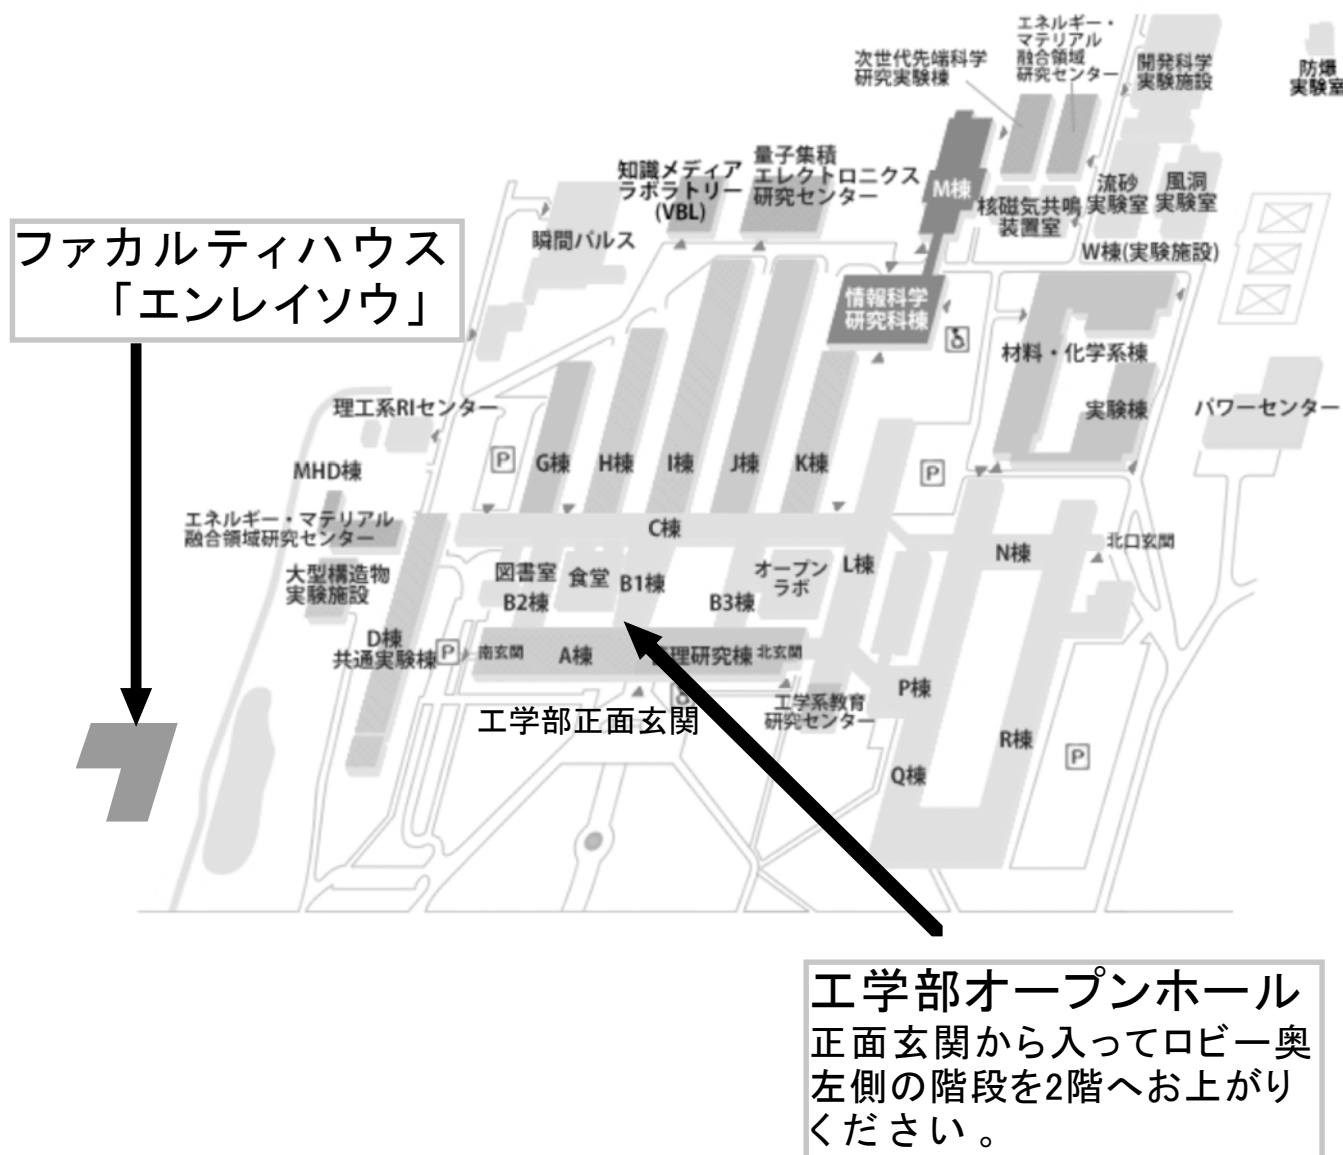 エネルギー・
マテリアル
融合領域
研究センター
次世代先端科学
研究実験棟
開発科学
実験施設
防爆
実験室
知識メディア
ラボラトリー
(VBL)
量子集積
エレクトロニクス
研究センター
M棟
核磁気共鳴
装置室
流砂
実験室
風洞
実験室
瞬間パルス
W棟(実験施設)
ファカルティハウス
「エンレイソウ」
情報科学
研究科棟
材料・化学系棟
実験棟
パワーセンター
理工系RIセンター
P
G棟
H棟
I棟
J棟
K棟
P
MHD棟
エネルギー・マテリアル
融合領域研究センター
C棟
L棟
N棟
北口玄関
大型構造物
実験施設
図書室
食堂
B1棟
オープン
ラボ
B2棟
B3棟
D棟
共通実験棟
P
南玄関
A棟
理研究棟
北玄関
工学部正面玄関
工学系教育
研究センター
P棟
Q棟
R棟
P
工学部オープンホール
正面玄関から入ってロビー奥
左側の階段を2階へお上がり
ください 。